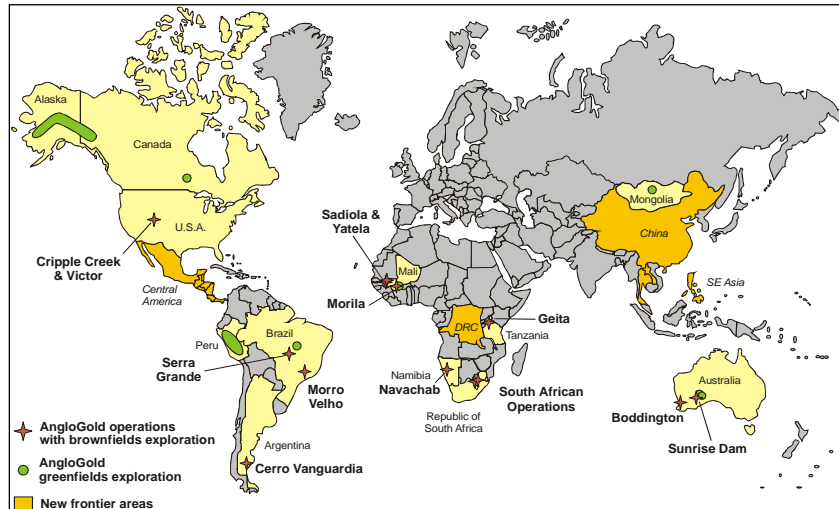 Alaska
Canada
U.S.A.
Cripple Creek
& Victor
Central
America
Sadiola &
Yatela
Mali
Morila
Mongolia
China
SE Asia
Geita
DRC
Tanzania
Peru
Brazil
Serra
Grande
Morro
Velho
Namibia
Navachab
South African
Operations
Republic of
South Africa
Australia
Boddington
Sunrise Dam
Argentina
Cerro Vanguardia
AngloGold operations
with brownfields exploration
AngloGold
greenfields exploration
New frontier areas